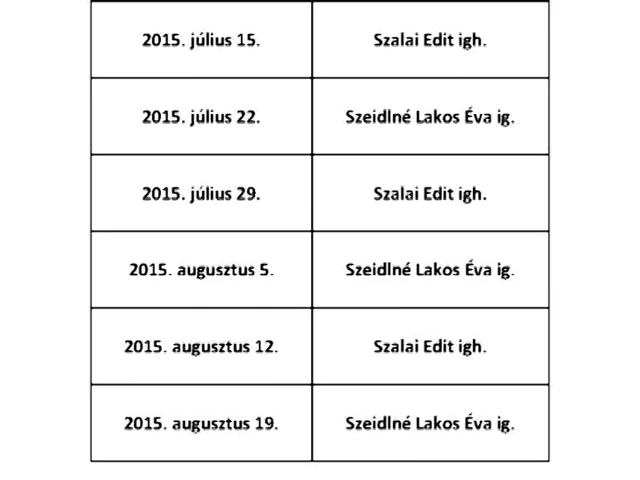 2015. július 15. Szalai Edit igh.
2015. július 22. Szeidlné Lakos Éva ig.
2015. július 29. Szalai Edit igh.
2015. augusztus 5. Szeidlné Lakos Éva ig.
2015. augusztus 12. Szalai Edit igh.
2015. augusztus 19. Szeidlné Lakos Éva ig.